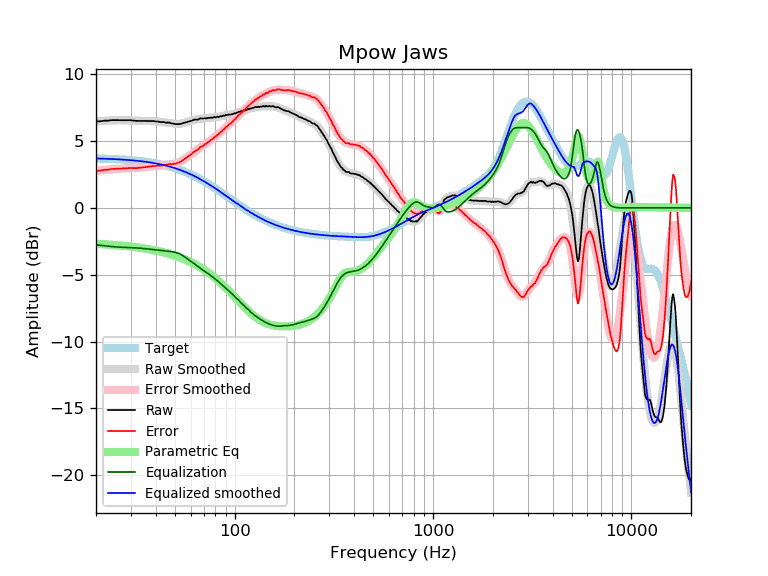 Mpow Jaws
10
5
0
−5
−10
−15
−20
Amplitude (dBr)
Target
Raw Smoothed
Error Smoothed
Raw
Error
Parametric Eq
Equalization
Equalized smoothed
100
1000
10000
Frequency (Hz)